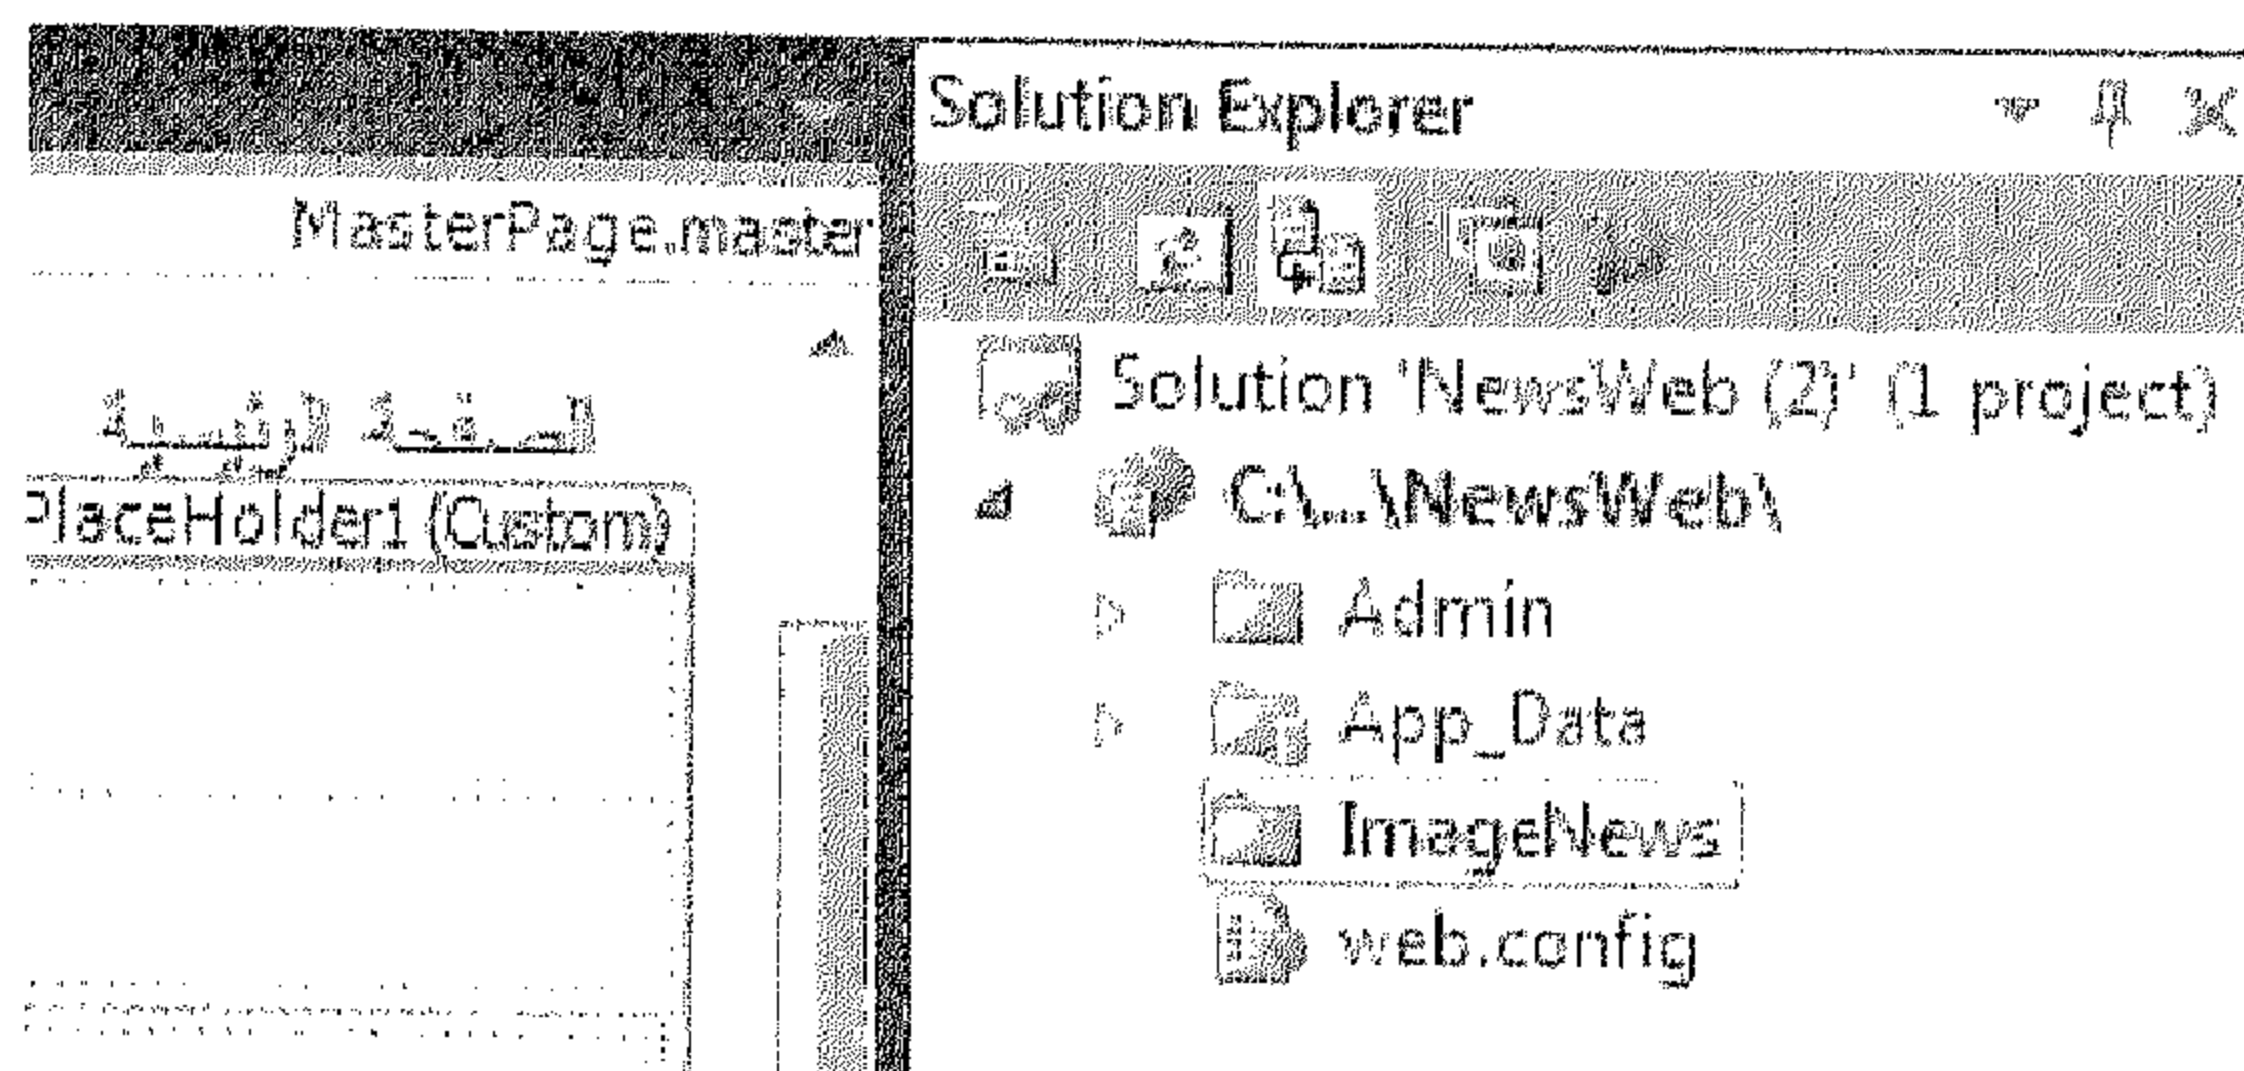 Solution Explorer
MasterPage.master
Solution 'NewsWeb (2)' (1 project)
الصفحة الرئيسية
C:\...\NewsWeb\
PlaceHolder1 (Custom)
Admin
App_Data
ImageNews
web.config